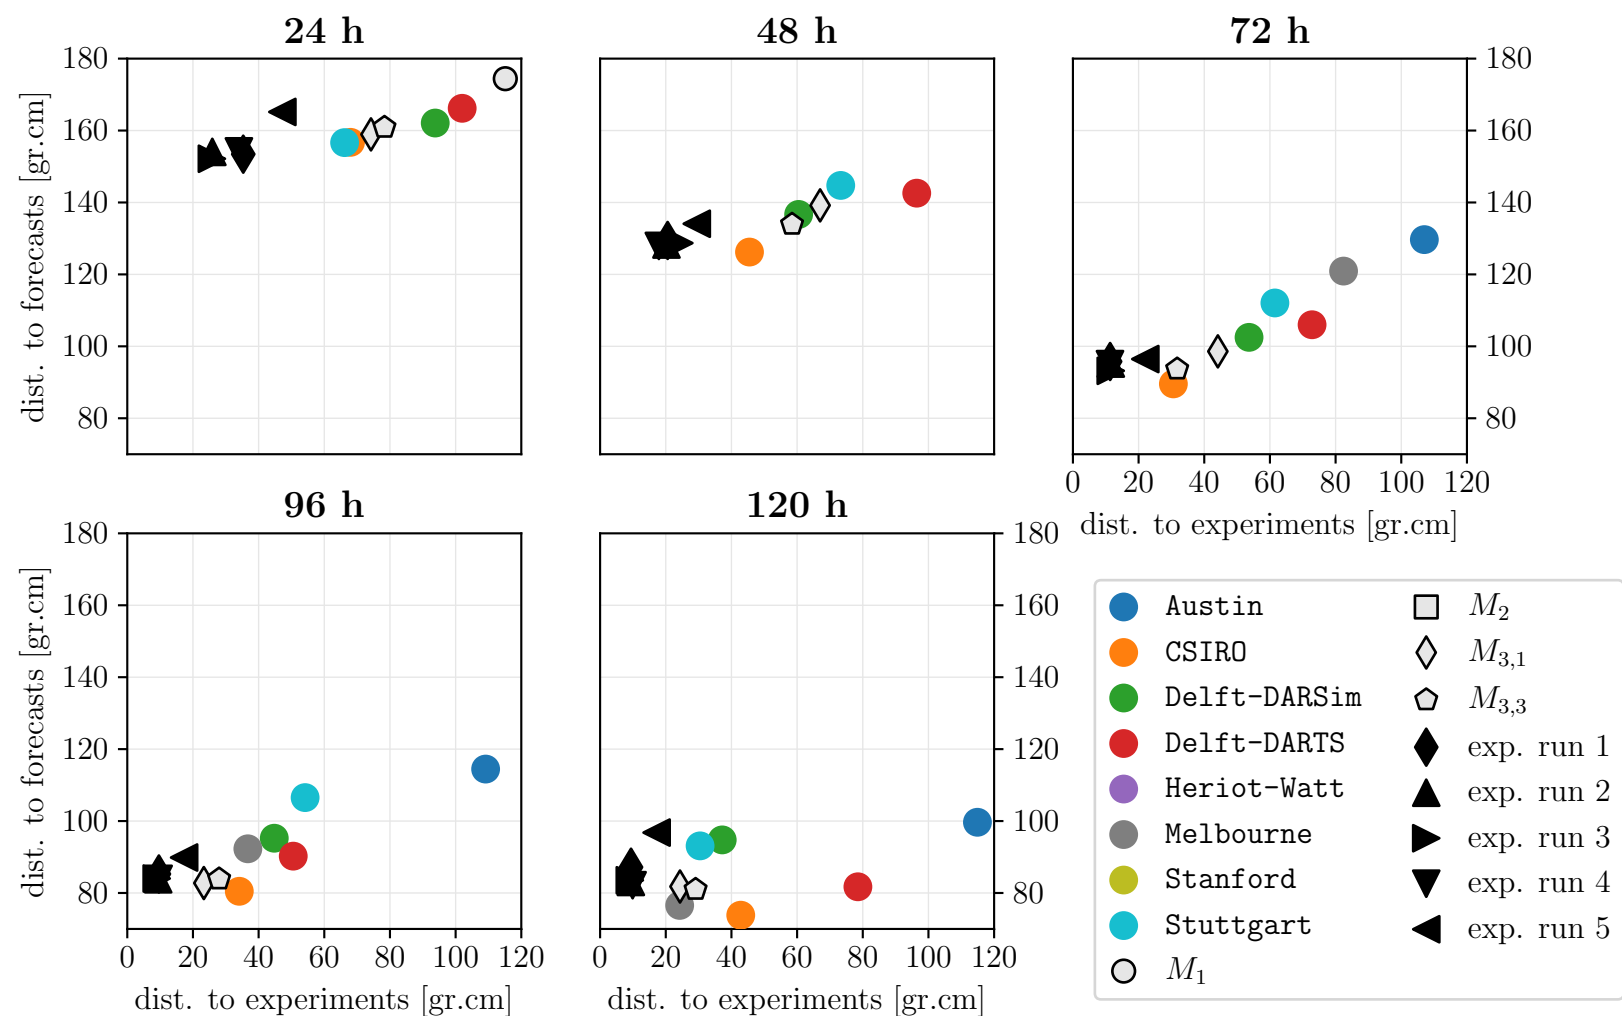 24 h
48 h
72 h
180
160
140
120
100
80
dist. to forecasts [gr.cm]
180
160
140
120
100
80
0 20 40 60 80 100 120
dist. to experiments [gr.cm]
96 h
120 h
180
160
140
120
100
80
dist. to forecasts [gr.cm]
0 20 40 60 80 100 120
dist. to experiments [gr.cm]
180
160
140
120
100
80
0 20 40 60 80 100 120
dist. to experiments [gr.cm]
Austin
CSIRO
Delft-DARSim
Delft-DARTS
Heriot-Watt
Melbourne
Stanford
Stuttgart
M₁
M₂
M₃,₁
M₃,₃
exp. run 1
exp. run 2
exp. run 3
exp. run 4
exp. run 5